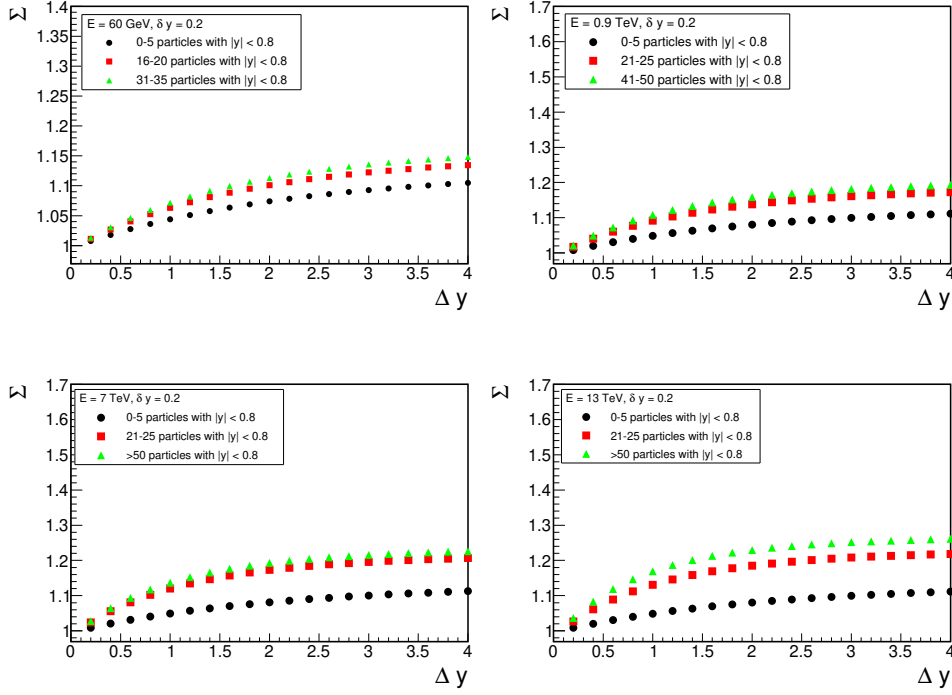 E = 60 GeV, δ y = 0.2
0-5 particles with |y| < 0.8
16-20 particles with |y| < 0.8
31-35 particles with |y| < 0.8
Σ
1.4
1.35
1.3
1.25
1.2
1.15
1.1
1.05
1
0 0.5 1 1.5 2 2.5 3 3.5 4
Δ y
E = 0.9 TeV, δ y = 0.2
0-5 particles with |y| < 0.8
21-25 particles with |y| < 0.8
41-50 particles with |y| < 0.8
Σ
1.7
1.6
1.5
1.4
1.3
1.2
1.1
1
0 0.5 1 1.5 2 2.5 3 3.5 4
Δ y
E = 7 TeV, δ y = 0.2
0-5 particles with |y| < 0.8
21-25 particles with |y| < 0.8
>50 particles with |y| < 0.8
Σ
1.7
1.6
1.5
1.4
1.3
1.2
1.1
1
0 0.5 1 1.5 2 2.5 3 3.5 4
Δ y
E = 13 TeV, δ y = 0.2
0-5 particles with |y| < 0.8
21-25 particles with |y| < 0.8
>50 particles with |y| < 0.8
Σ
1.7
1.6
1.5
1.4
1.3
1.2
1.1
1
0 0.5 1 1.5 2 2.5 3 3.5 4
Δ y